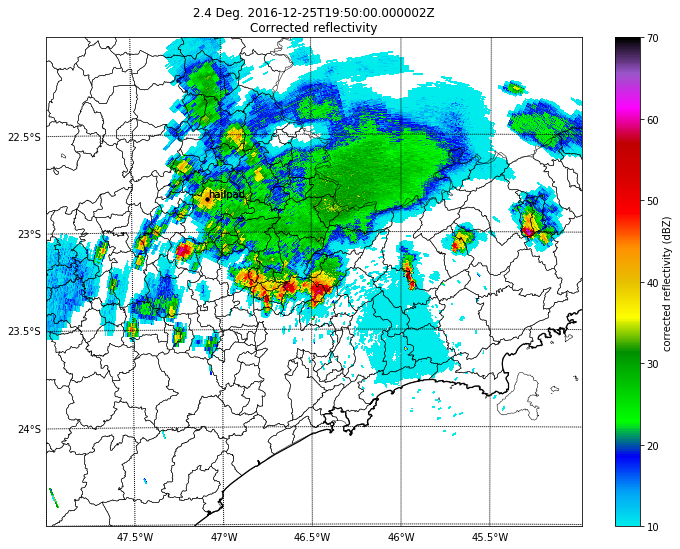 2.4 Deg. 2016-12-25T19:50:00.000002Z
Corrected reflectivity
22.5°S
23°S
23.5°S
24°S
47.5°W
47°W
46.5°W
46°W
45.5°W
hailpad
70
60
50
40
30
20
10
corrected reflectivity (dBZ)